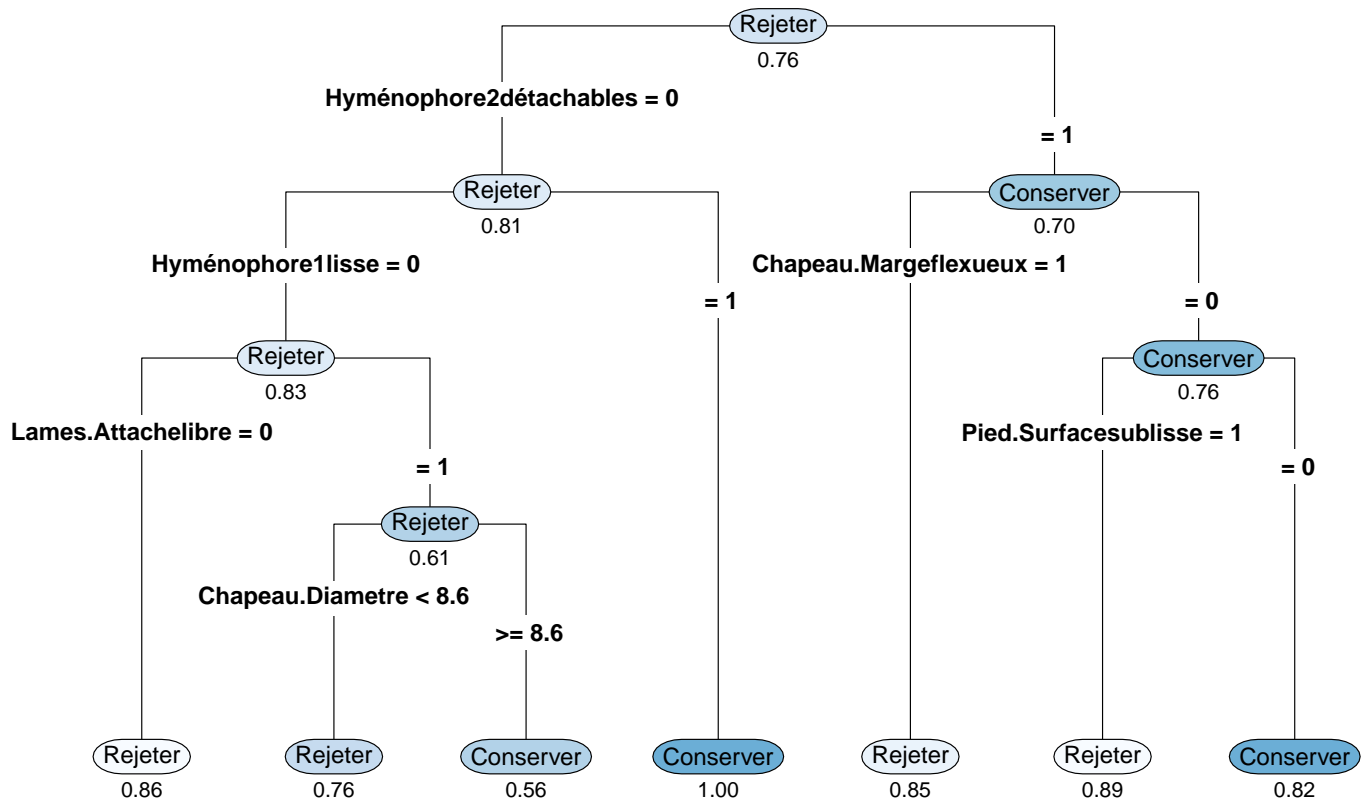 Rejeter
0.76
Hyménophore2détachables = 0
= 1
Rejeter
0.81
Conserver
0.70
Hyménophore1lisse = 0
= 1
Chapeau.Margeflexueux = 1
= 0
Rejeter
0.83
Conserver
0.76
Lames.Attachelibre = 0
= 1
Pied.Surfacesublisse = 1
= 0
Rejeter
0.61
Chapeau.Diametre < 8.6
>= 8.6
Rejeter
0.86
Rejeter
0.76
Conserver
0.56
Conserver
1.00
Rejeter
0.85
Rejeter
0.89
Conserver
0.82